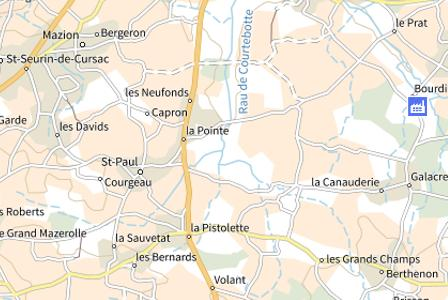 le Prat
Mazion
Bergeron
St-Seurin-de-Cursac
Rau de Courtebotte
les Neufonds
Bourdi
Capron
Garde
les Davids
la Pointe
St-Paul
Courgeau
la Canauderie
Galacre
s Roberts
la Pistolette
e Grand Mazerolle
la Sauvetat
les Bernards
les Grands Champs
Berthenon
Volant